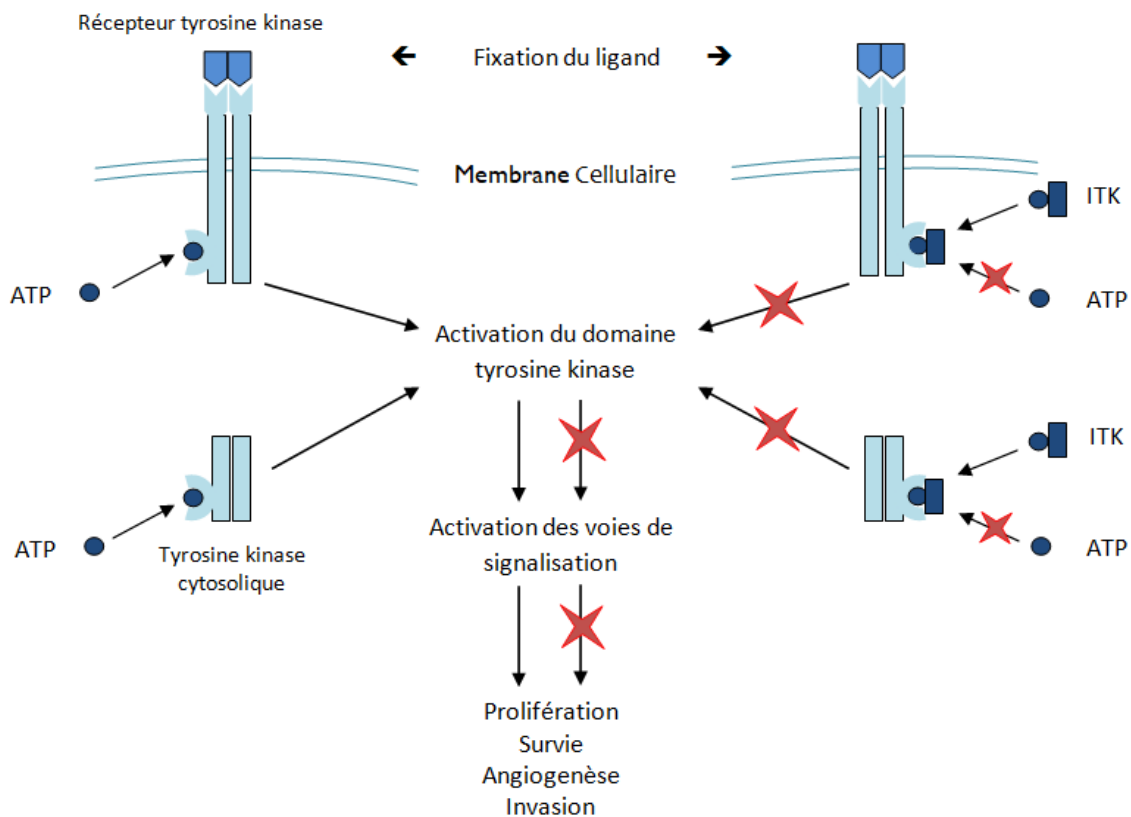 Récepteur tyrosine kinase
Fixation du ligand
Membrane Cellulaire
ITK
ATP
ATP
Activation du domaine
tyrosine kinase
ITK
ATP
ATP
Tyrosine kinase
cytosolique
Activation des voies de
signalisation
Prolifération
Survie
Angiogenèse
Invasion